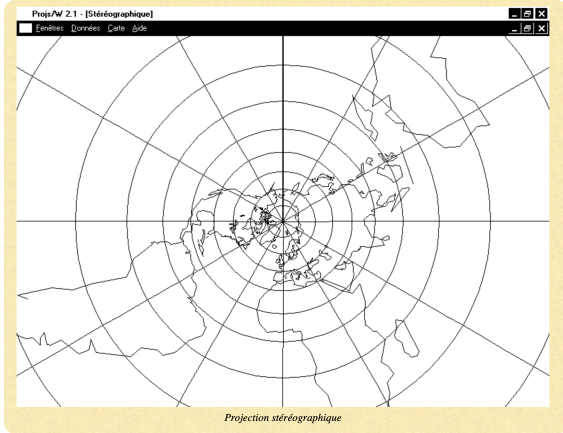 Projs/W 2.1 - [Stéréographique]
Fenêtres Données Carte Aide
Projection stéréographique